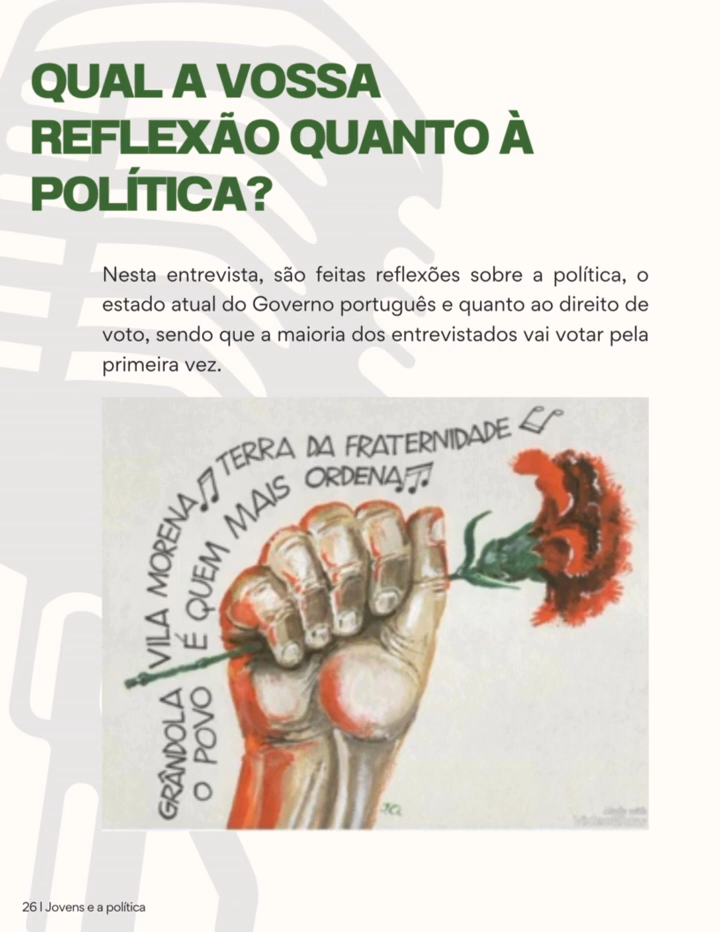 QUAL A VOSSA
REFLEXÃO QUANTO À
POLÍTICA?
Nesta entrevista, são feitas reflexões sobre a política, o
estado atual do Governo português e quanto ao direito de
voto, sendo que a maioria dos entrevistados vai votar pela
primeira vez.
GRÂNDOLA VILA MORENA
TERRA DA FRATERNIDADE
O POVO É QUEM MAIS ORDENA
26 | Jovens e a política